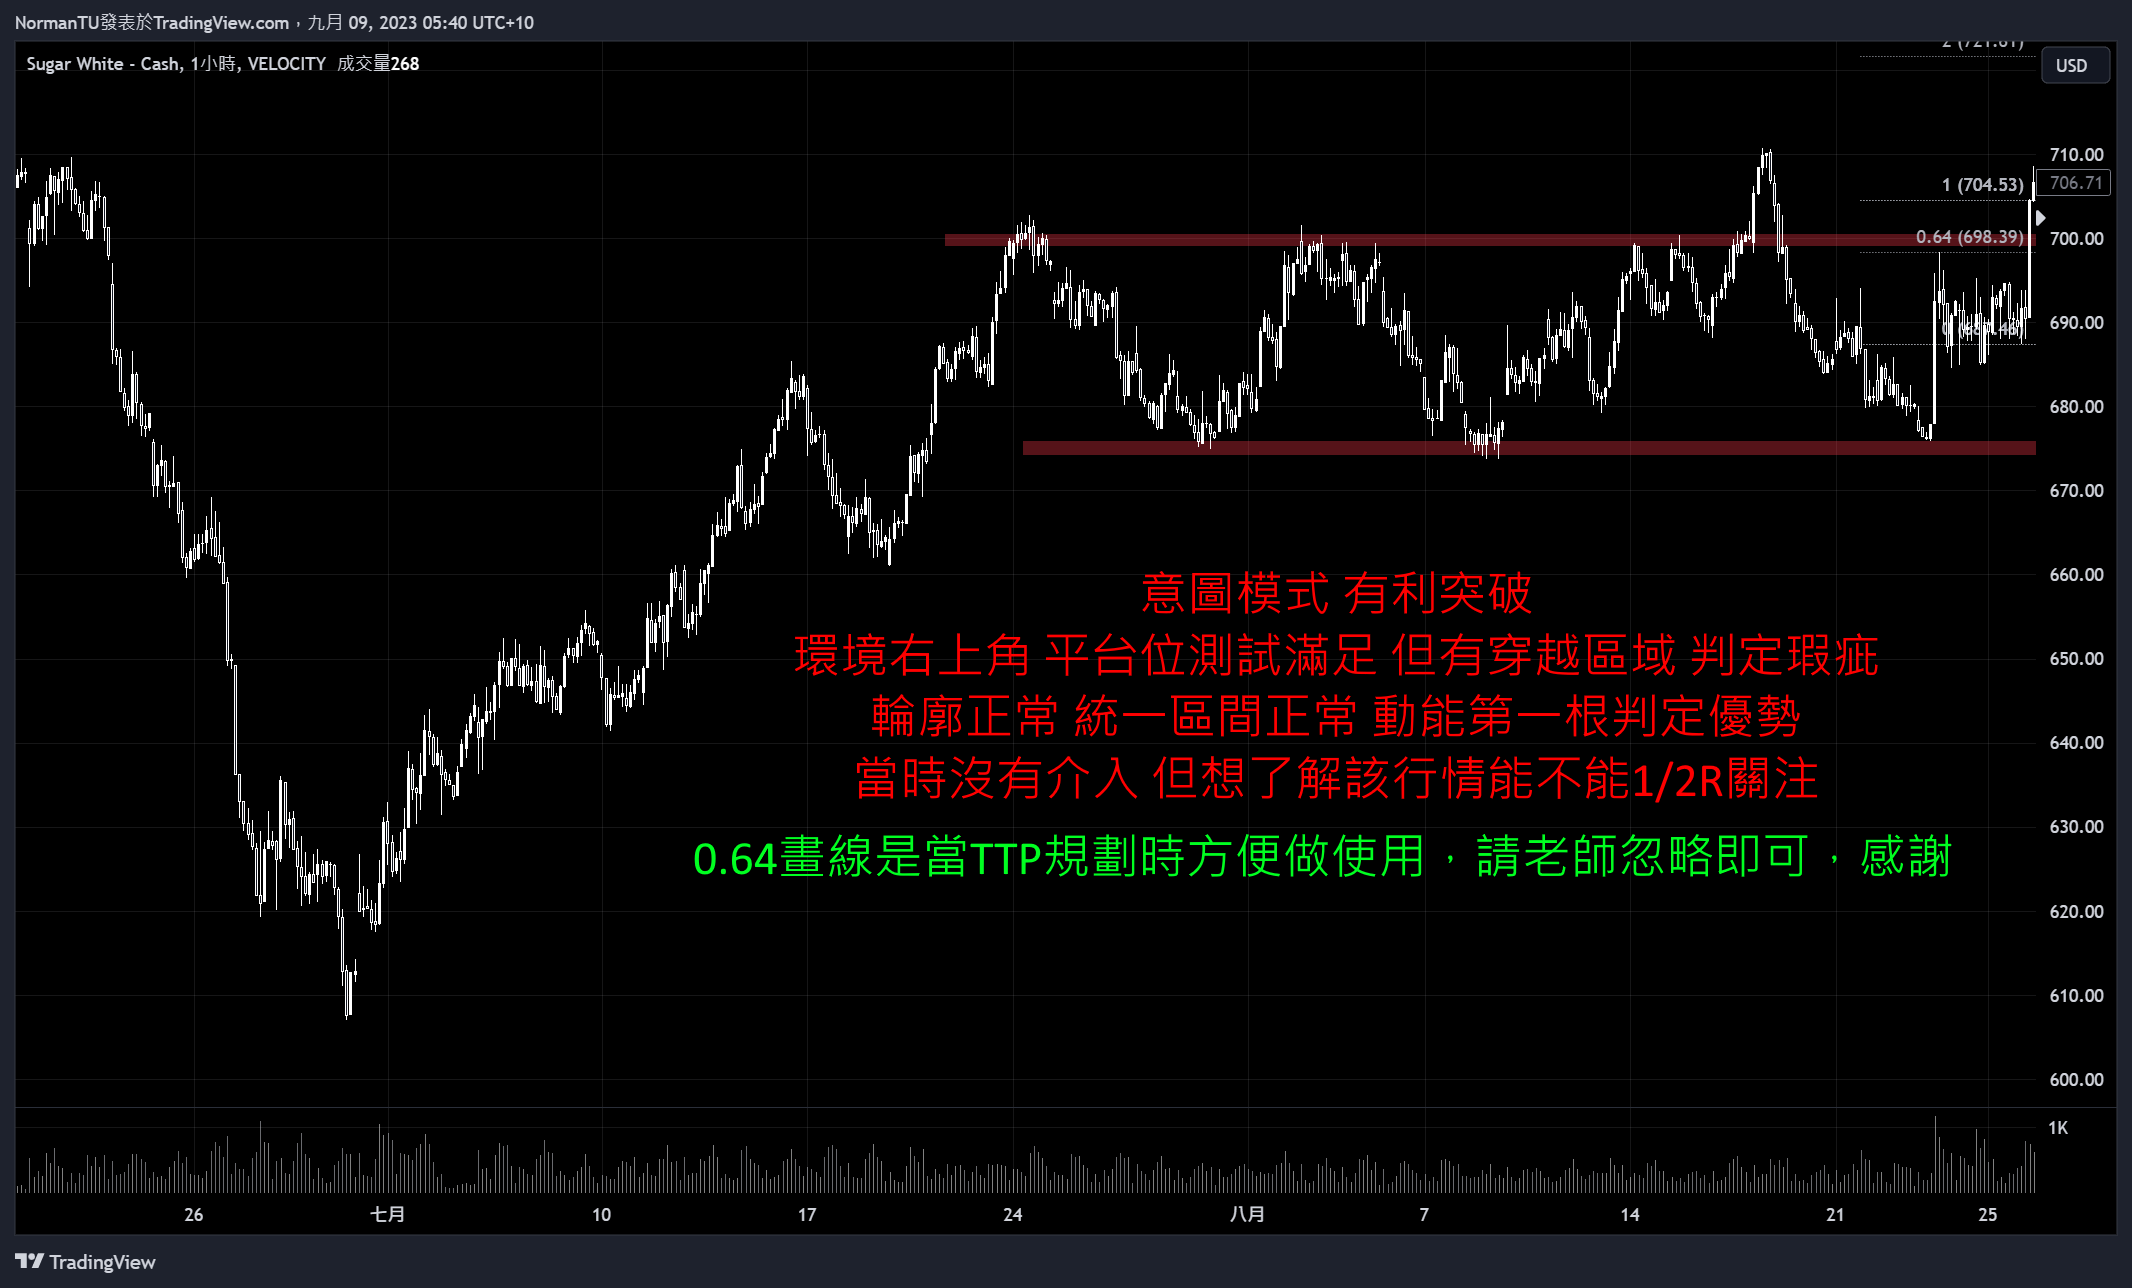 NormanTU發表於TradingView.com，九月 09, 2023 05:40 UTC+10
Sugar White - Cash, 1小時, VELOCITY 成交量268
USD
710.00
1 (704.53)
706.71
0.64 (698.39)
700.00
690.00
680.00
670.00
660.00
650.00
640.00
630.00
620.00
610.00
600.00
意圖模式 有利突破
環境右上角 平台位測試滿足 但有穿越區域 判定瑕疵
輪廓正常 統一區間正常 動能第一根判定優勢
當時沒有介入 但想了解該行情能不能1/2R關注
0.64畫線是當TTP規劃時方便做使用，請老師忽略即可，感謝
1K
26 七月 10 17 24 八月 7 14 21 25
TradingView